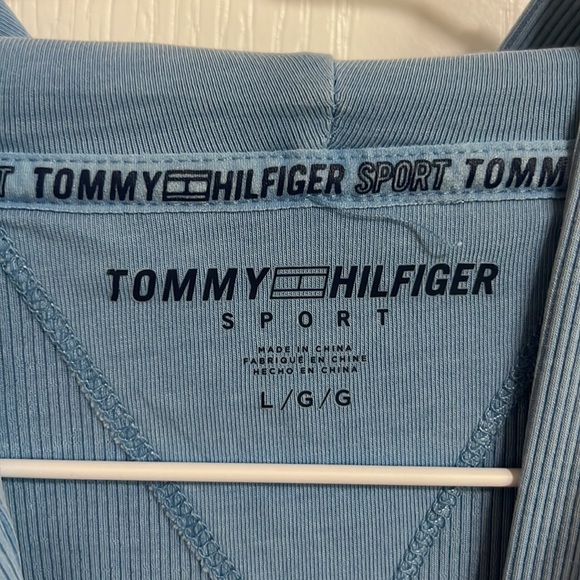 T TOMMY HILFIGER SPORT TOMM
TOMMY HILFIGER
SPORT
MADE IN CHINA
FABRIQUÉ EN CHINE
HECHO EN CHINA
L/G/G